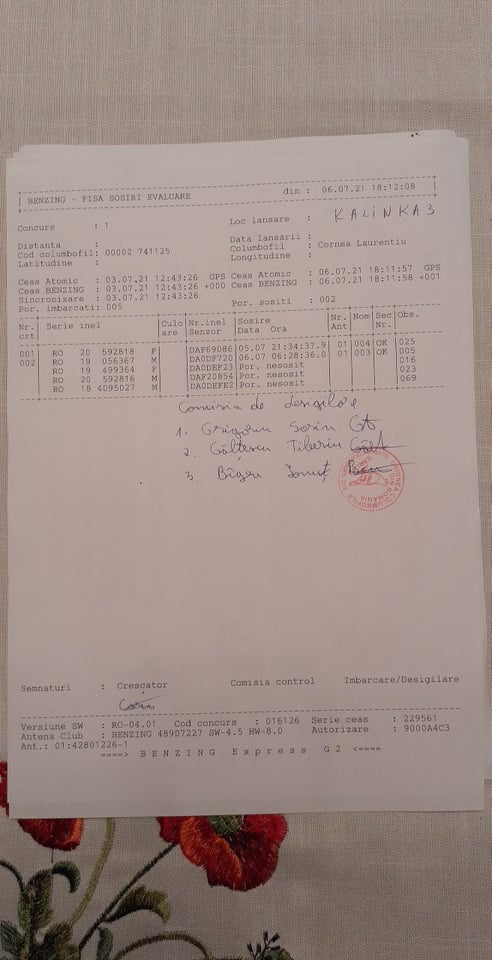 BENZING - FISA SOSIRI EVALUARE din : 06.07.21 18:12:08
Concurs : 1 Loc lansare : KALINKA3
Distanta : Data lansarii :
Cod columbofil: 00002 741125 Columbofil : Cornea Laurentiu
Latitudine : Longitudine :
Ceas Atomic : 03.07.21 12:43:26 GPS Ceas Atomic : 06.07.21 18:11:57 GPS
Ceas BENZING : 03.07.21 12:43:26 +000 Ceas BENZING : 06.07.21 18:11:58 +001
Sincronizare : 03.07.21 12:43:26
Por. imbarcati: 005 Por. sositi : 002
Nr. Serie inel Culo Nr.inel Sosire Nr. Nom Sec Obs.
crt are Senzor Data Ora Ant Nr.
001 RO 20 592818 F DAF69086 05.07 21:34:37.9 01 004 OK 025
002 RO 19 056367 M DA0DF720 06.07 06:28:36.0 01 003 OK 005
RO 19 499364 F DA0DEF23 Por. nesosit 016
RO 20 592816 M DAF20854 Por. nesosit 023
RO 18 4095027 M DA0DEFE2 Por. nesosit 069
Comisia de desigilare
1. Sorin
2. Tiberiu
3. Ionuț
UNIUNEA COLUMBOFILA
ROMANIA
Semnaturi : Crescator Comisia control Imbarcare/Desigilare
Versiune SW : RO-04.01 Cod concurs : 016126 Serie ceas : 229561
Antena Club : BENZING 48907227 SW-4.5 HW-8.0 Autorizare : 9000A4C3
Ant.: 01:42801226-1
====> BENZING Express G2 <====